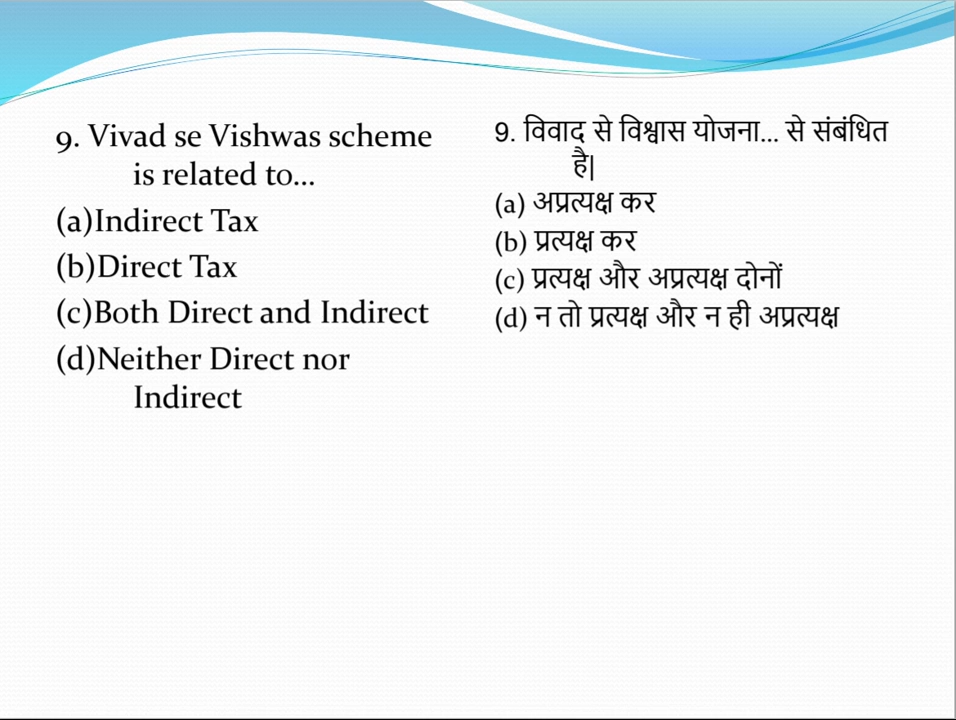 9. Vivad se Vishwas scheme
is related to...
(a)Indirect Tax
(b)Direct Tax
(c)Both Direct and Indirect
(d)Neither Direct nor
Indirect
9. विवाद से विश्वास योजना... से संबंधित
है|
(a) अप्रत्यक्ष कर
(b) प्रत्यक्ष कर
(c) प्रत्यक्ष और अप्रत्यक्ष दोनों
(d) न तो प्रत्यक्ष और न ही अप्रत्यक्ष